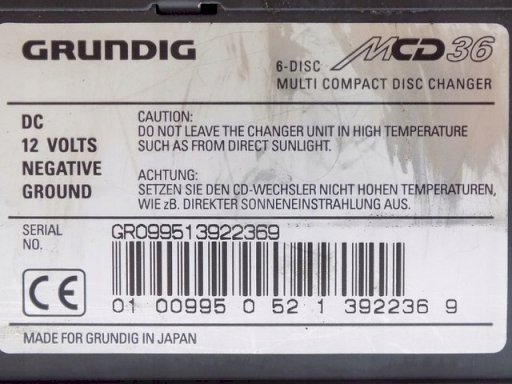 GRUNDIG
6-DISC MCD 36
MULTI COMPACT DISC CHANGER
DC
12 VOLTS
NEGATIVE
GROUND
CAUTION:
DO NOT LEAVE THE CHANGER UNIT IN HIGH TEMPERATURE
SUCH AS FROM DIRECT SUNLIGHT.
ACHTUNG:
SETZEN SIE DEN CD-WECHSLER NICHT HOHEN TEMPERATUREN,
WIE zB. DIREKTER SONNENEINSTRAHLUNG AUS.
SERIAL
NO.
GR099513922369
CE
01 00995 0 52 1 392236 9
MADE FOR GRUNDIG IN JAPAN